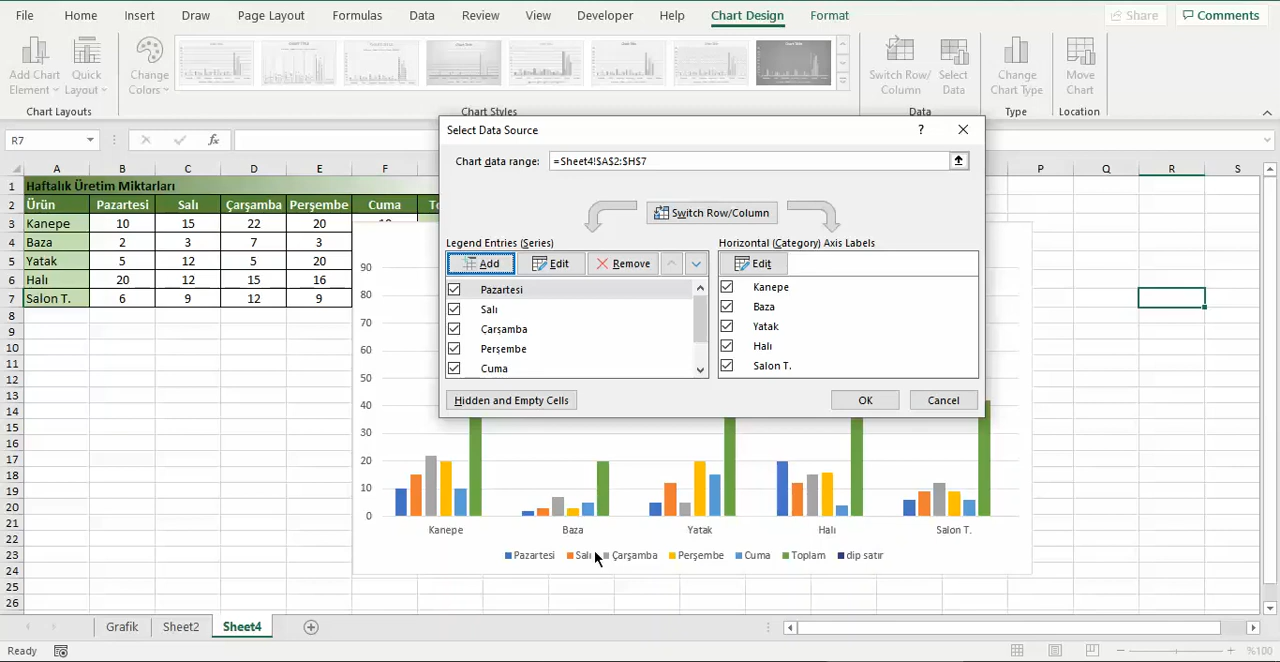 File Home Insert Draw Page Layout Formulas Data Review View Developer Help Chart Design Format Share Comments
Add Chart Element Quick Layout Change Colors Switch Row/ Column Select Data Change Chart Type Move Chart
Chart Layouts Chart Styles Data Type Location
Select Data Source ? 
R7 fx
Chart data range: =Sheet4!$A$2:$H$7
A B C D E F P Q R S
1 Haftalık Üretim Miktarları
2 Ürün Pazartesi Salı Çarşamba Perşembe Cuma
Switch Row/Column
3 Kanepe 10 15 22 20
4 Baza 2 3 7 3
5 Yatak 5 12 5 20
6 Halı 20 12 15 16
7 Salon T. 6 9 12 9
8
9
10
11
12
13
14
15
16
17
18
19
20
21
22
23
24
25
26
Legend Entries (Series)
Add Edit Remove
Pazartesi
Salı
Çarşamba
Perşembe
Cuma
Horizontal (Category) Axis Labels
Edit
Kanepe
Baza
Yatak
Halı
Salon T.
Hidden and Empty Cells OK Cancel
90
80
70
60
50
40
30
20
10
0
Kanepe Baza Yatak Halı Salon T.
Pazartesi Salı Çarşamba Perşembe Cuma Toplam dip satır
Grafik Sheet2 Sheet4
Ready %100